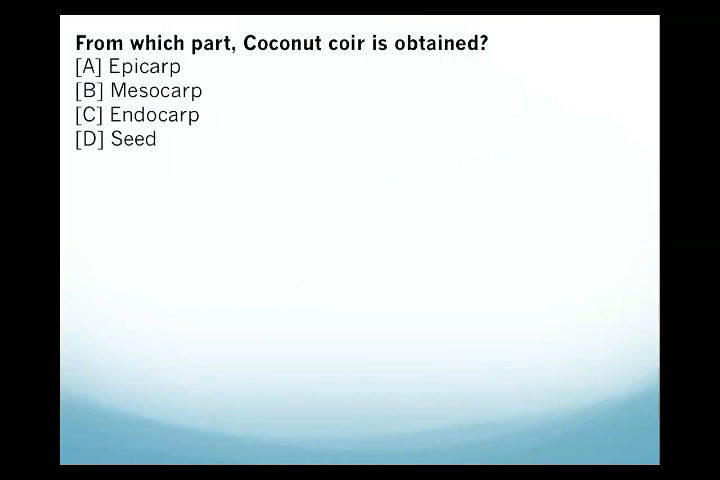 From which part, Coconut coir is obtained?
[A] Epicarp
[B] Mesocarp
[C] Endocarp
[D] Seed